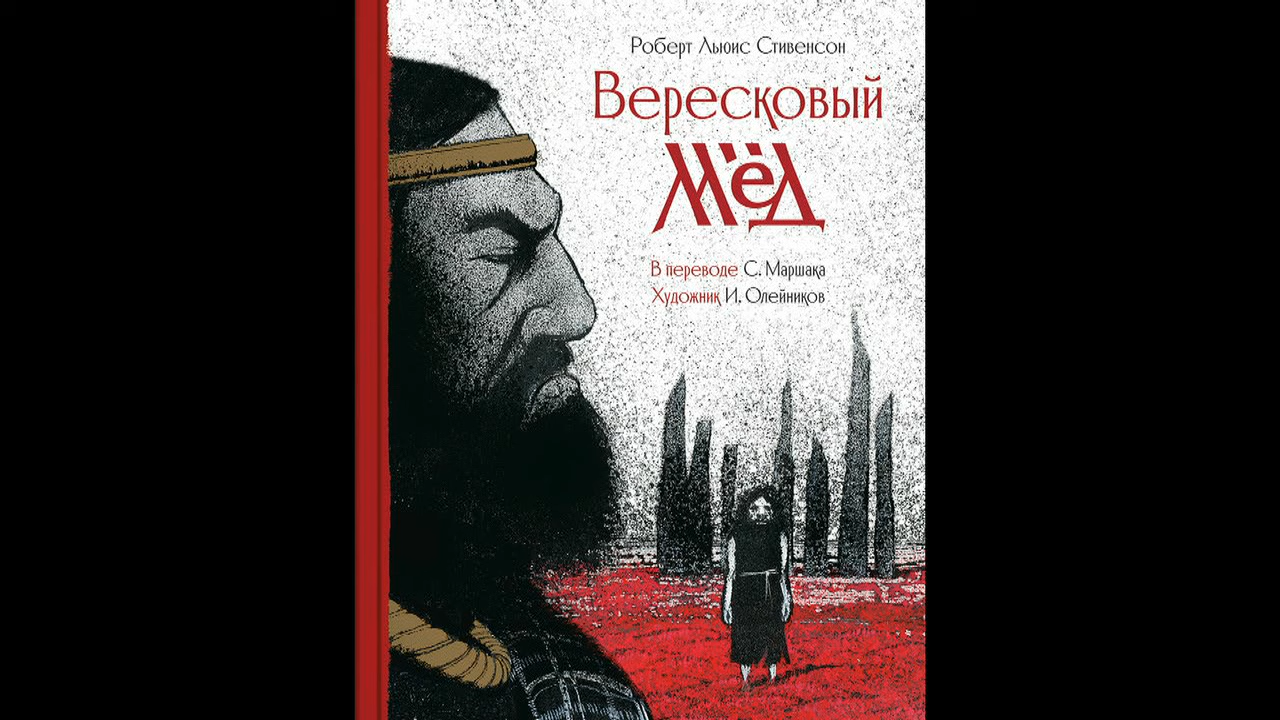 Роберт Льюис Стивенсон
Вересковый
мёд
В переводе С. Маршака
Художник И. Олейников